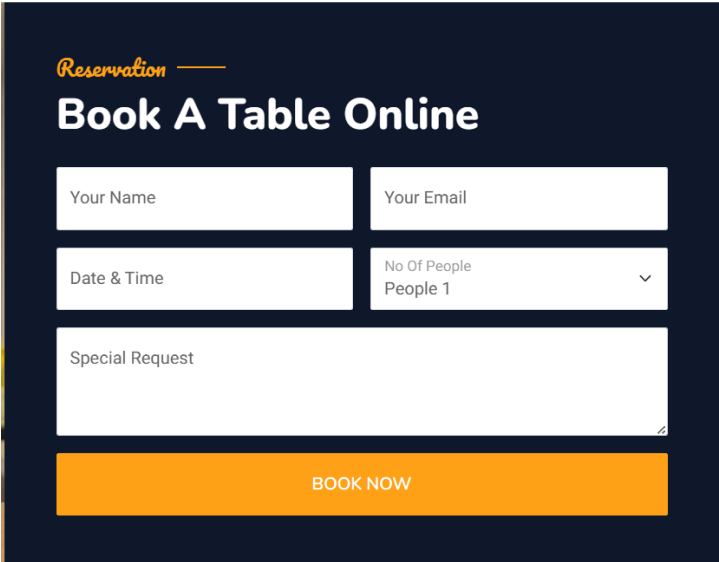 Reservation
Book A Table Online
Your Name
Your Email
Date & Time
No Of People
People 1
Special Request
BOOK NOW